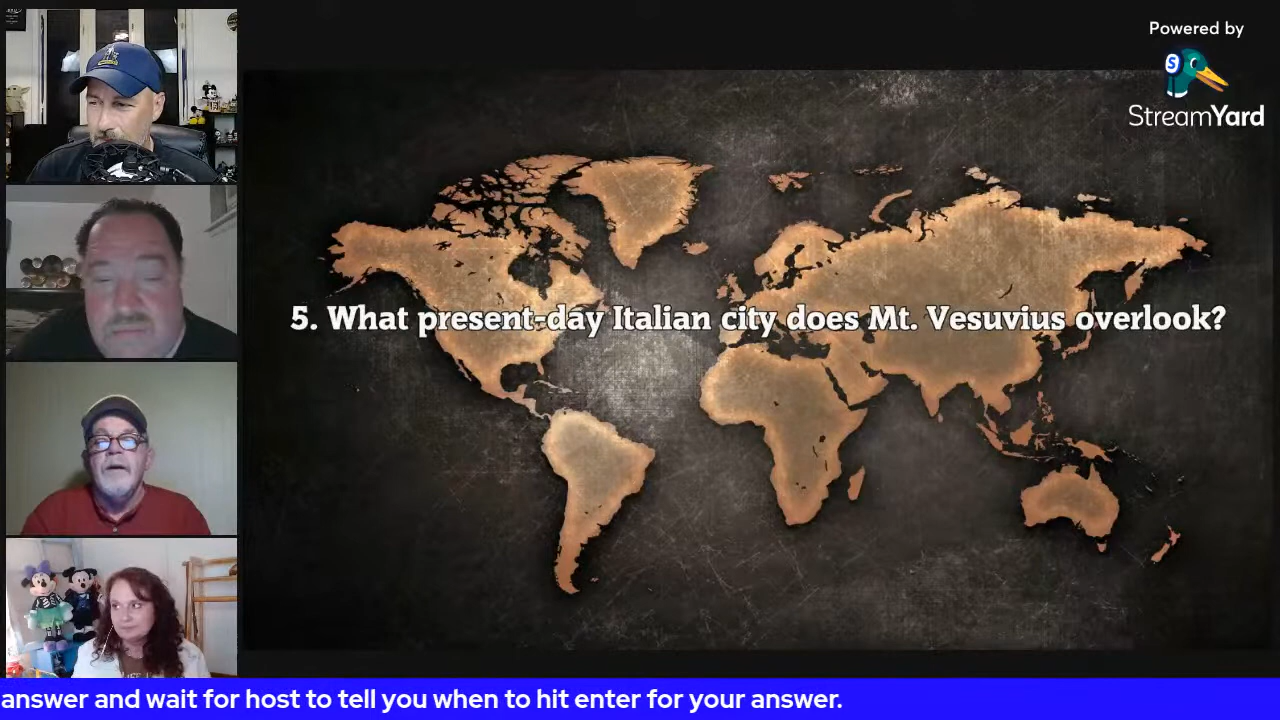 Powered by
StreamYard
5. What present-day Italian city does Mt. Vesuvius overlook?
answer and wait for host to tell you when to hit enter for your answer.